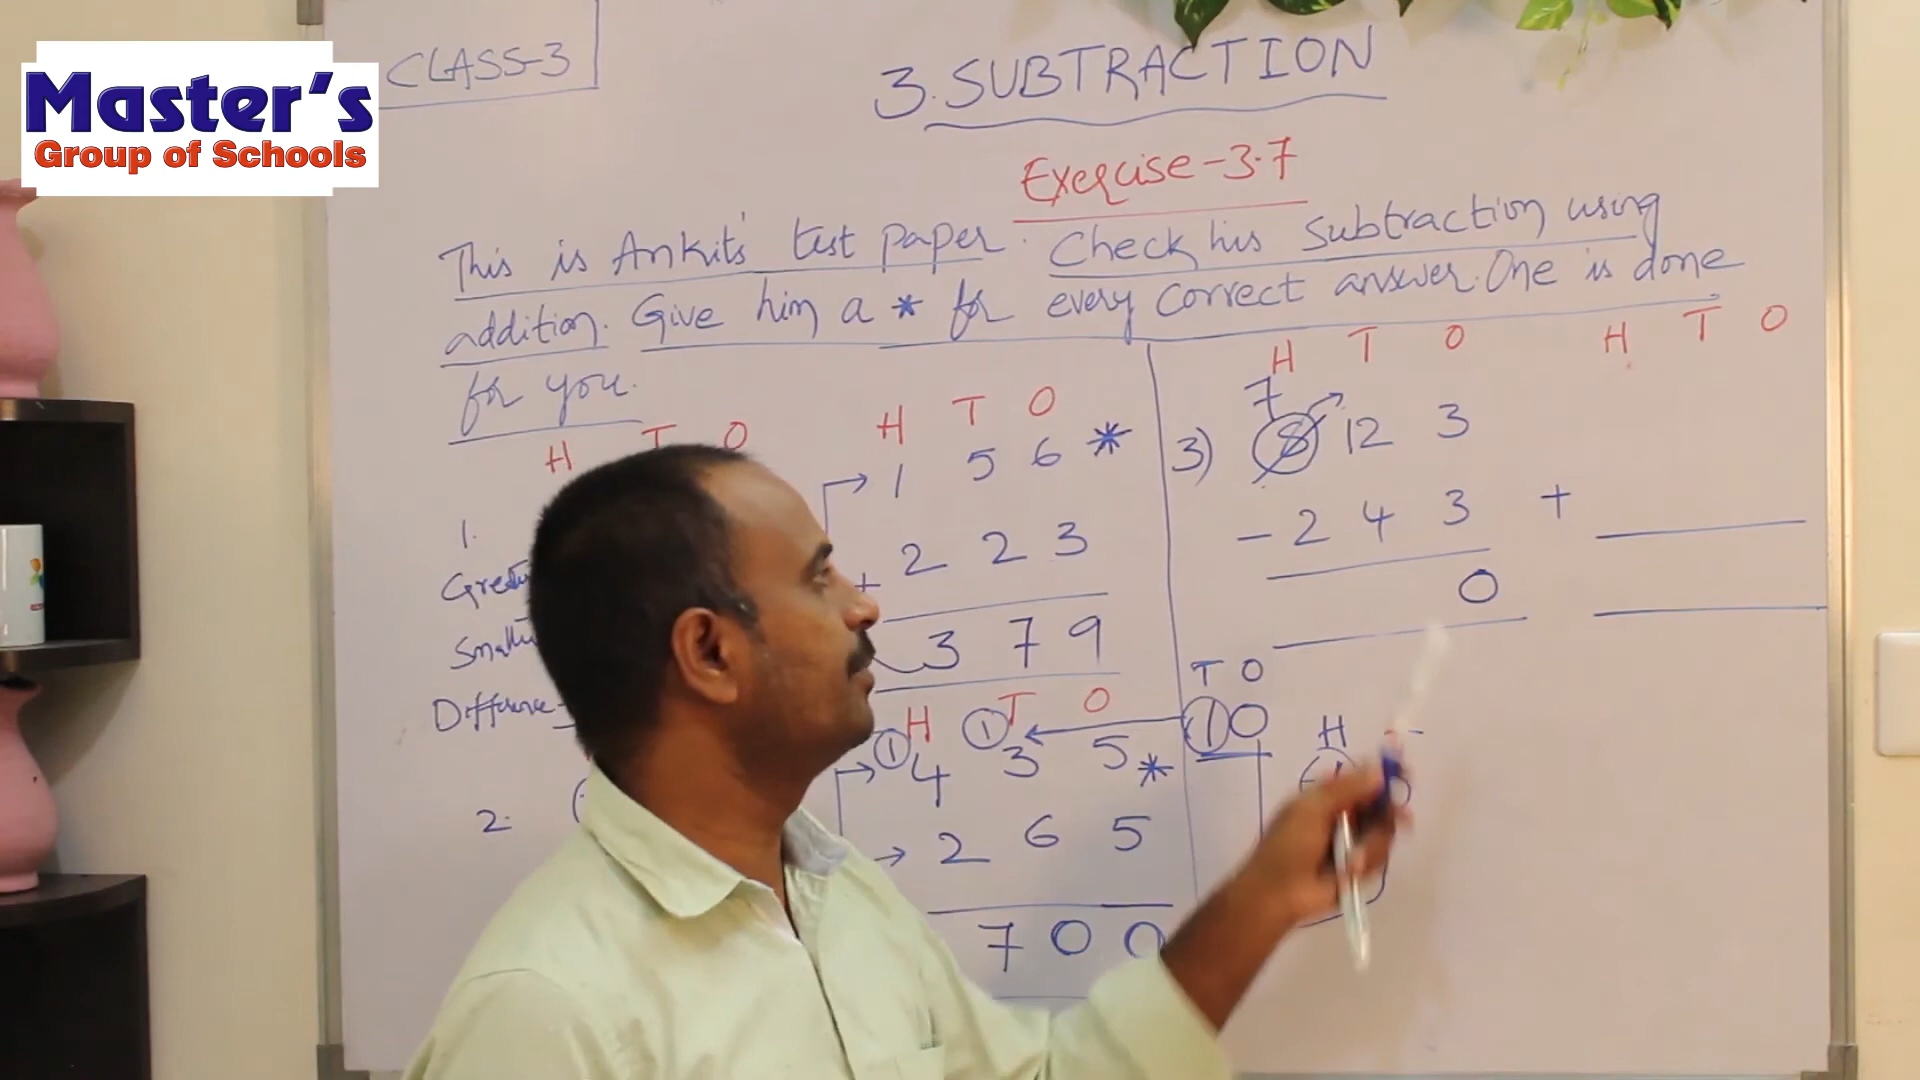 CLASS-3
Master's
Group of Schools
3. SUBTRACTION
Exercise-3.7
This is Ankit's test paper. Check his subtraction using
addition. Give him a * for every correct answer. One is done
for you.
H T O
1.
Difference
2.
H T O
1 5 6 *
+ 2 2 3
3 7 9
H T O
1 1
4 3 5 *
2 6 5
7 0 0
H T O
7
3) 8 12 3
- 2 4 3
0
T O
1 0
H
H T O
+